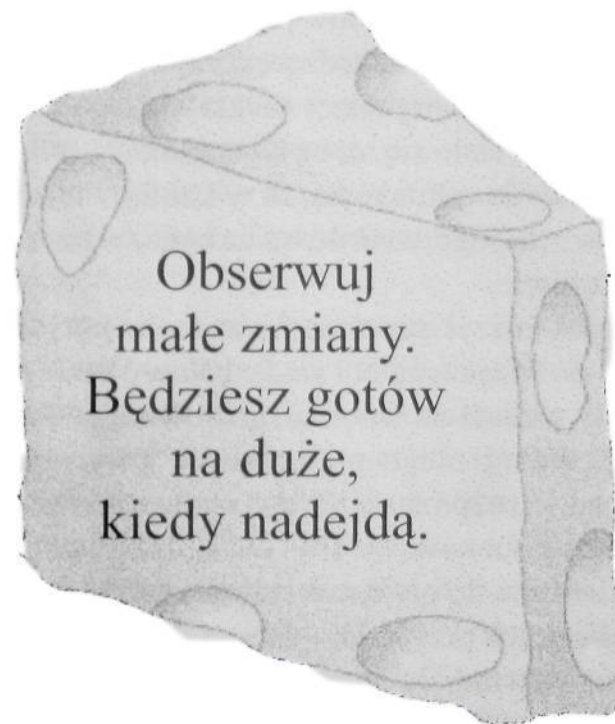 Obserwuj
małe zmiany.
Będziesz gotów
na duże,
kiedy nadejdą.